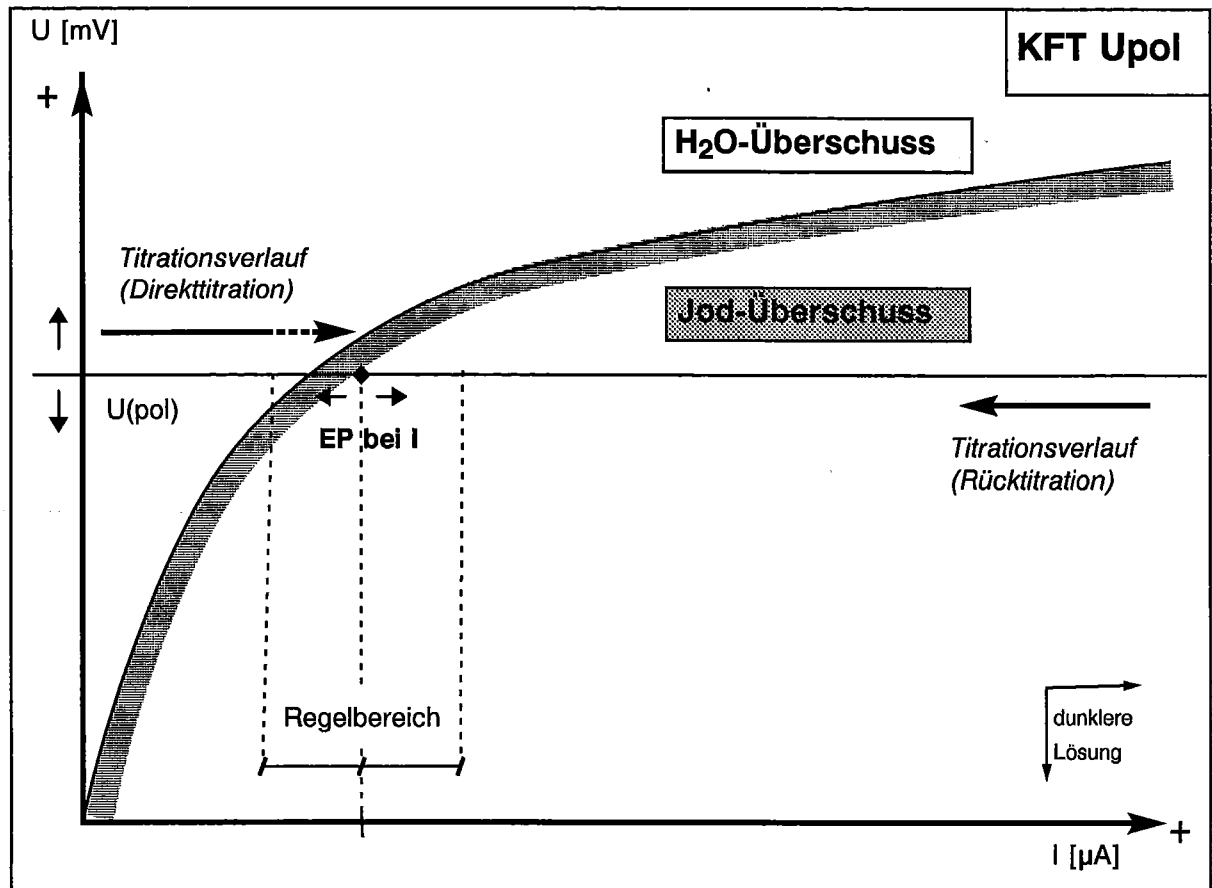 U [mV]
KFT Upol
+
H₂O-Überschuss
Titrationsverlauf
(Direkttitration)
Jod-Überschuss
U(pol)
EP bei I
Titrationsverlauf
(Rücktitration)
Regelbereich
dunklere
Lösung
+
I [µA]